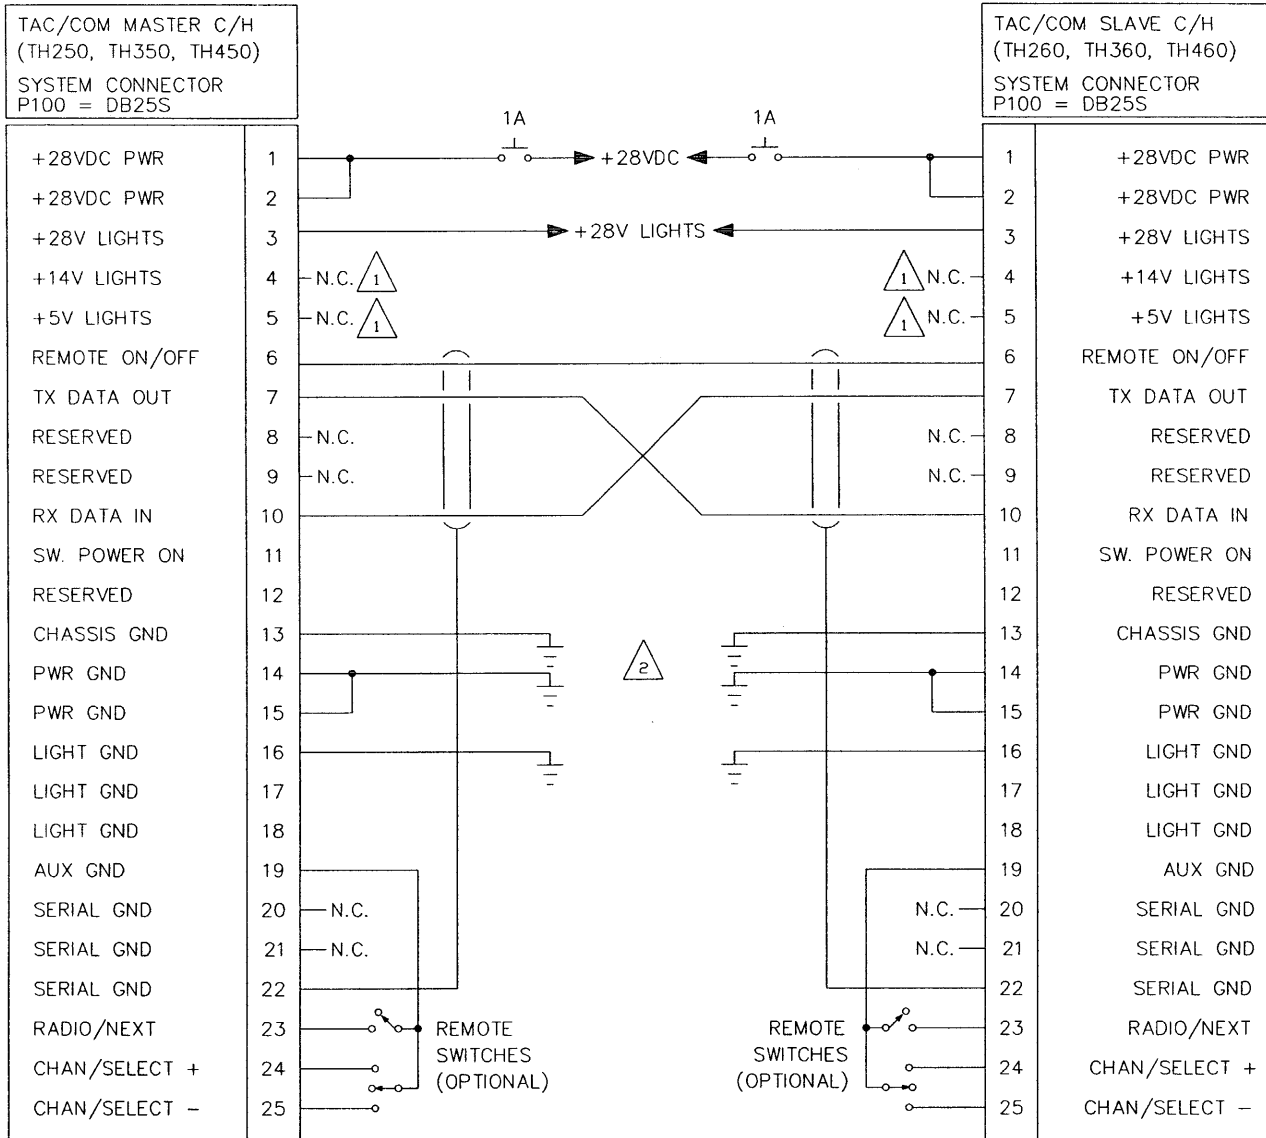 TAC/COM MASTER C/H
(TH250, TH350, TH450)
SYSTEM CONNECTOR
P100 = DB25S
TAC/COM SLAVE C/H
(TH260, TH360, TH460)
SYSTEM CONNECTOR
P100 = DB25S
1A 1A
+28VDC PWR 1 +28VDC 1 +28VDC PWR
+28VDC PWR 2 2 +28VDC PWR
+28V LIGHTS 3 +28V LIGHTS 3 +28V LIGHTS
+14V LIGHTS 4 N.C. 1 1 N.C. 4 +14V LIGHTS
+5V LIGHTS 5 N.C. 1 1 N.C. 5 +5V LIGHTS
REMOTE ON/OFF 6 6 REMOTE ON/OFF
TX DATA OUT 7 7 TX DATA OUT
RESERVED 8 N.C. N.C. 8 RESERVED
RESERVED 9 N.C. N.C. 9 RESERVED
RX DATA IN 10 10 RX DATA IN
SW. POWER ON 11 11 SW. POWER ON
RESERVED 12 12 RESERVED
CHASSIS GND 13 13 CHASSIS GND
PWR GND 14 2 14 PWR GND
PWR GND 15 15 PWR GND
LIGHT GND 16 16 LIGHT GND
LIGHT GND 17 17 LIGHT GND
LIGHT GND 18 18 LIGHT GND
AUX GND 19 19 AUX GND
SERIAL GND 20 N.C. N.C. 20 SERIAL GND
SERIAL GND 21 N.C. N.C. 21 SERIAL GND
SERIAL GND 22 22 SERIAL GND
RADIO/NEXT 23 REMOTE REMOTE 23 RADIO/NEXT
SWITCHES SWITCHES
CHAN/SELECT + 24 (OPTIONAL) (OPTIONAL) 24 CHAN/SELECT +
CHAN/SELECT - 25 25 CHAN/SELECT -